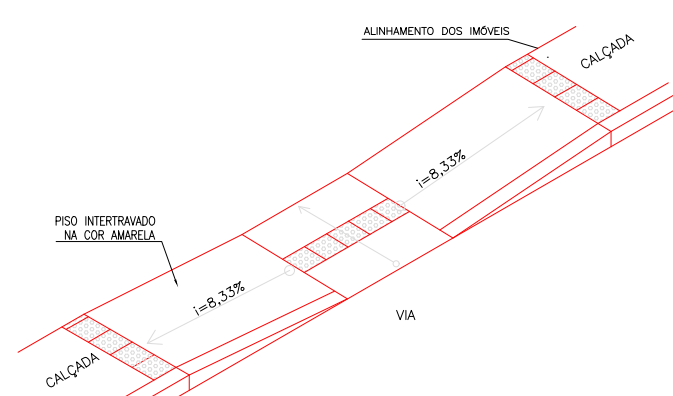 ALINHAMENTO DOS IMÓVEIS
CALÇADA
i=8,33%
PISO INTERTRAVADO
NA COR AMARELA
i=8,33%
VIA
CALÇADA